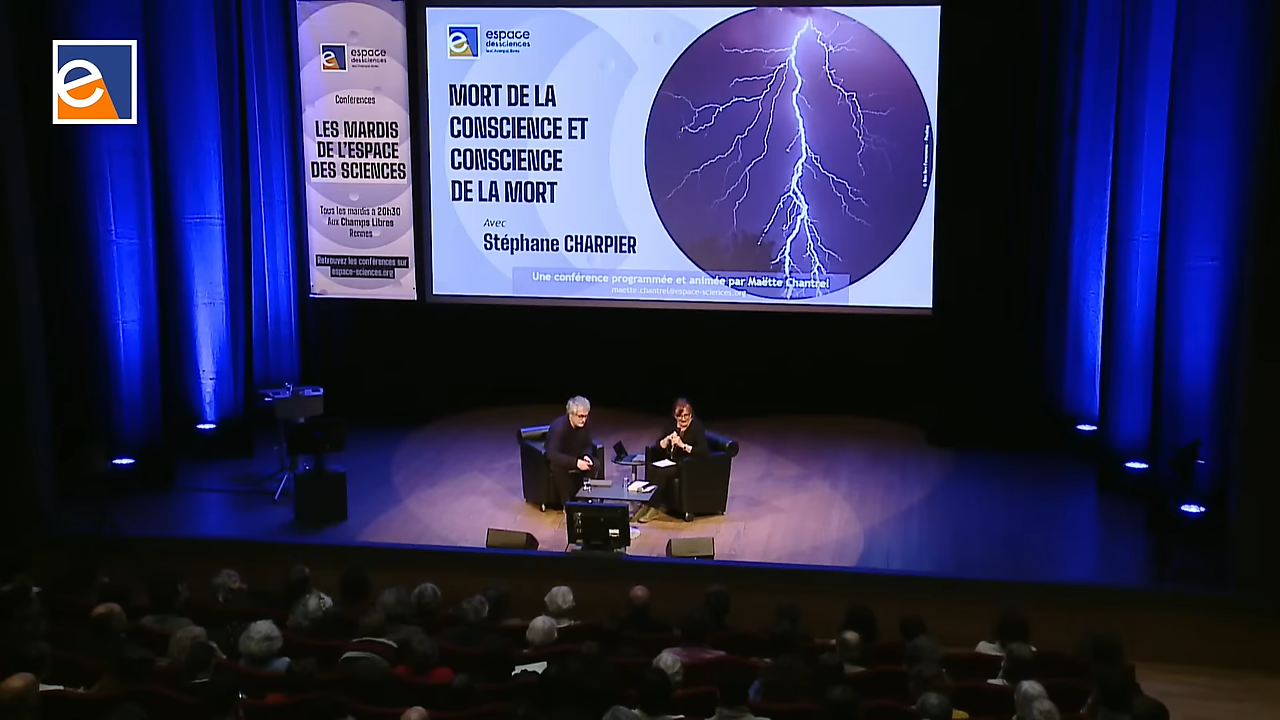 espace
des sciences
Conférences
LES MARDIS
DE L'ESPACE
DES SCIENCES
Tous les mardis à 20h30
Aux Champs Libres
Rennes
Retrouvez les conférences sur
espace-sciences.org
espace
des sciences
MORT DE LA
CONSCIENCE ET
CONSCIENCE
DE LA MORT
Avec
Stéphane CHARPIER
Une conférence programmée et animée par Maëtte Chantrel
maette.chantrel@espace-sciences.org